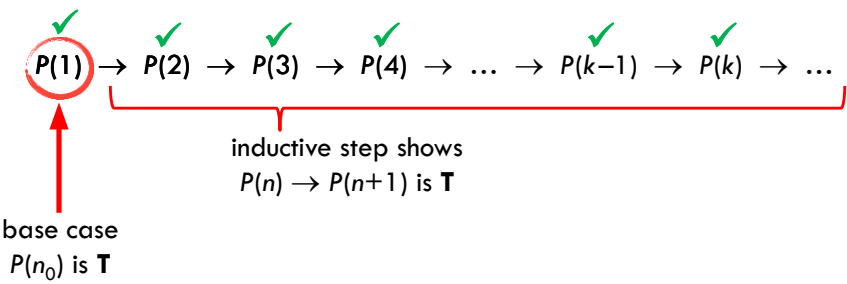 P(1) → P(2) → P(3) → P(4) → … → P(k–1) → P(k) → …
inductive step shows
P(n) → P(n+1) is T
base case
P(n₀) is T